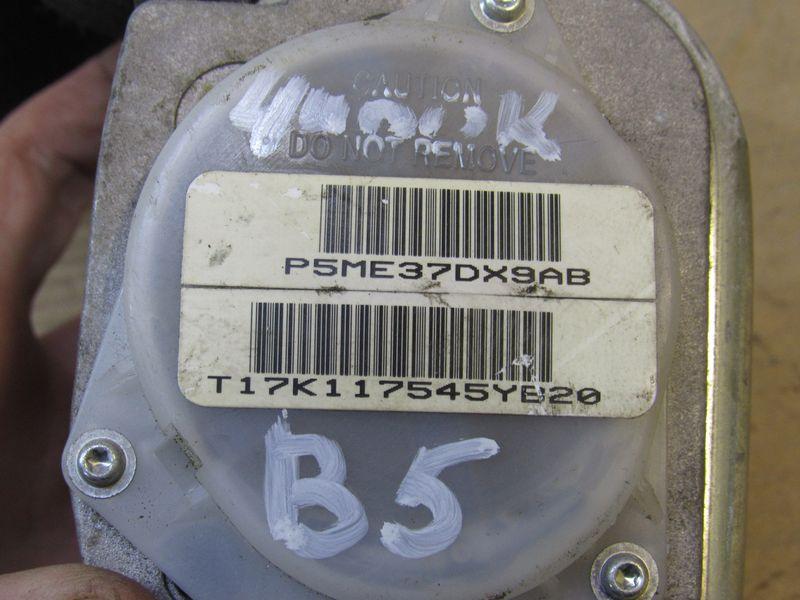 CAUTION
DO NOT REMOVE
P5ME37DX9AB
T17K117545YB20
B5